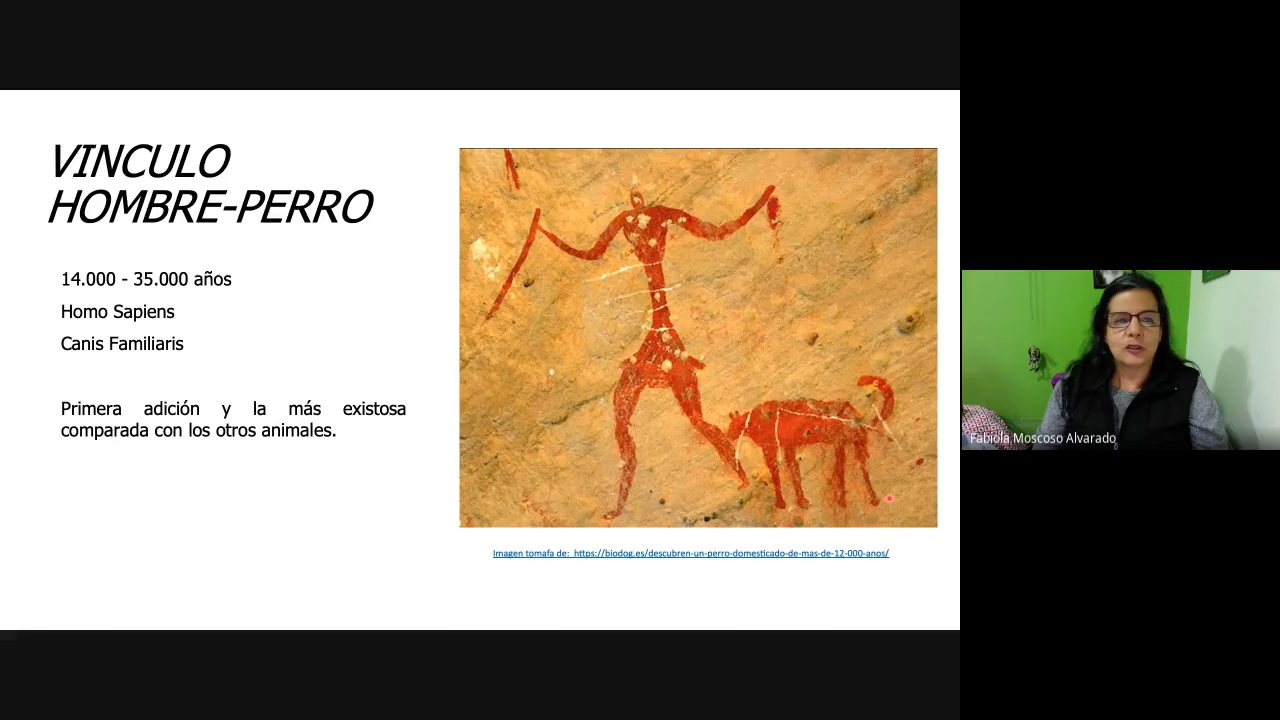 VINCULO
HOMBRE-PERRO
14.000 - 35.000 años
Homo Sapiens
Canis Familiaris
Primera adición y la más existosa
comparada con los otros animales.
Imagen tomafa de: https://biodog.es/descubren-un-perro-domesticado-de-mas-de-12-000-anos/
Fabiola Moscoso Alvarado